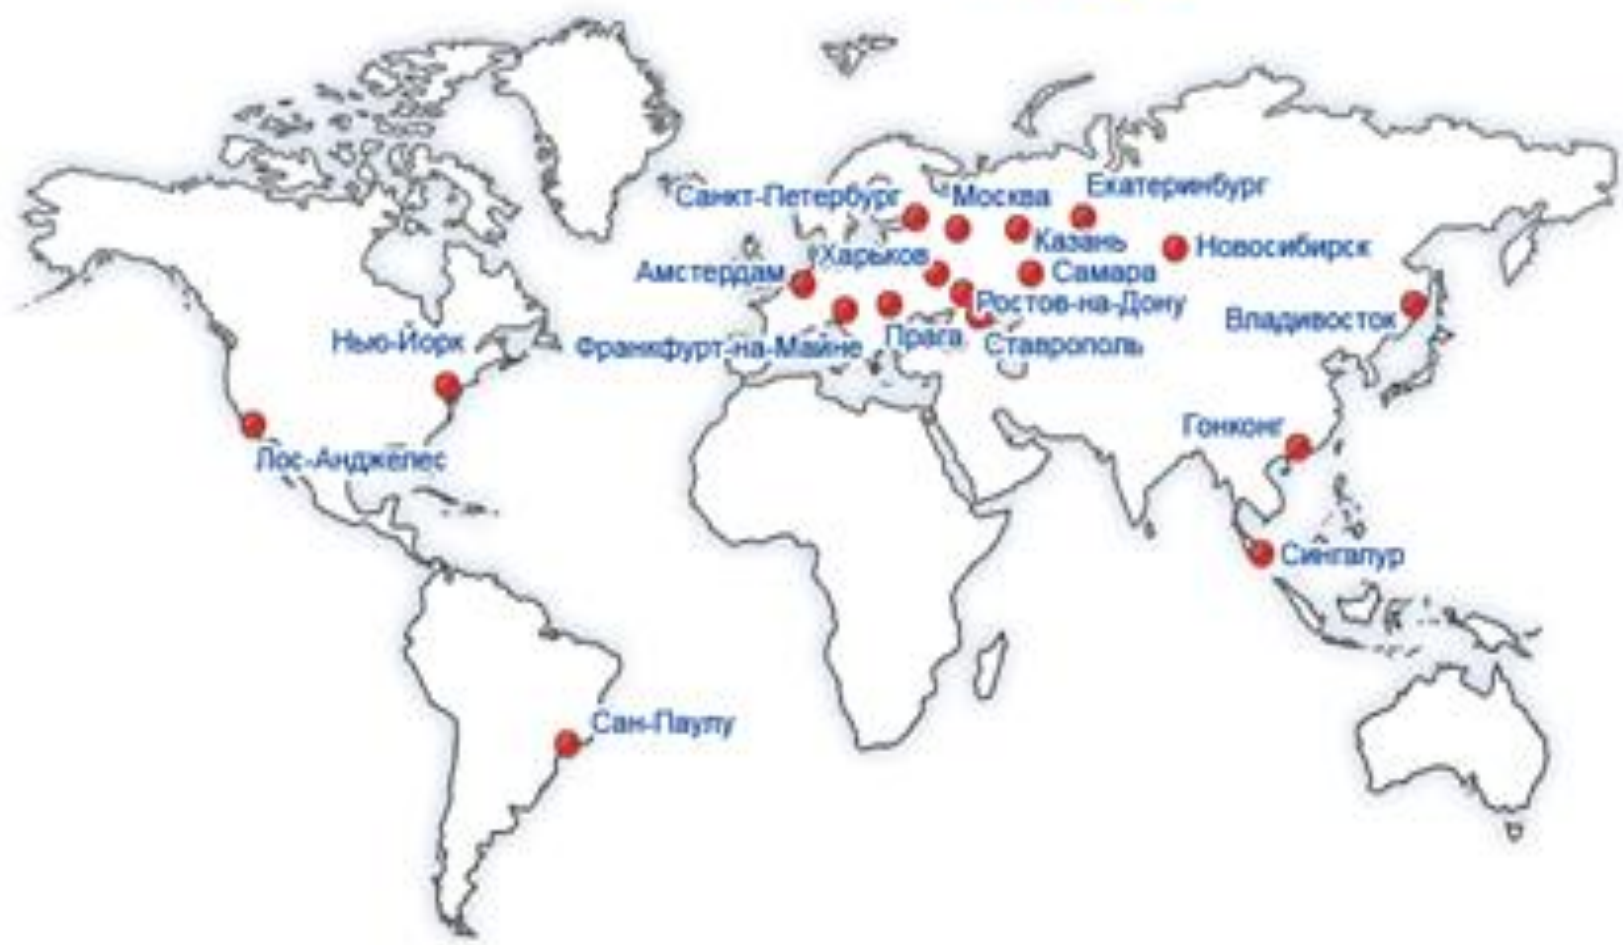 Санкт-Петербург
Москва
Екатеринбург
Казань
Новосибирск
Харьков
Самара
Амстердам
Ростов-на-Дону
Владивосток
Нью-Йорк
Франкфурт-на-Майне
Прага
Ставрополь
Гонконг
Лос-Анджелес
Сингапур
Сан-Паулу